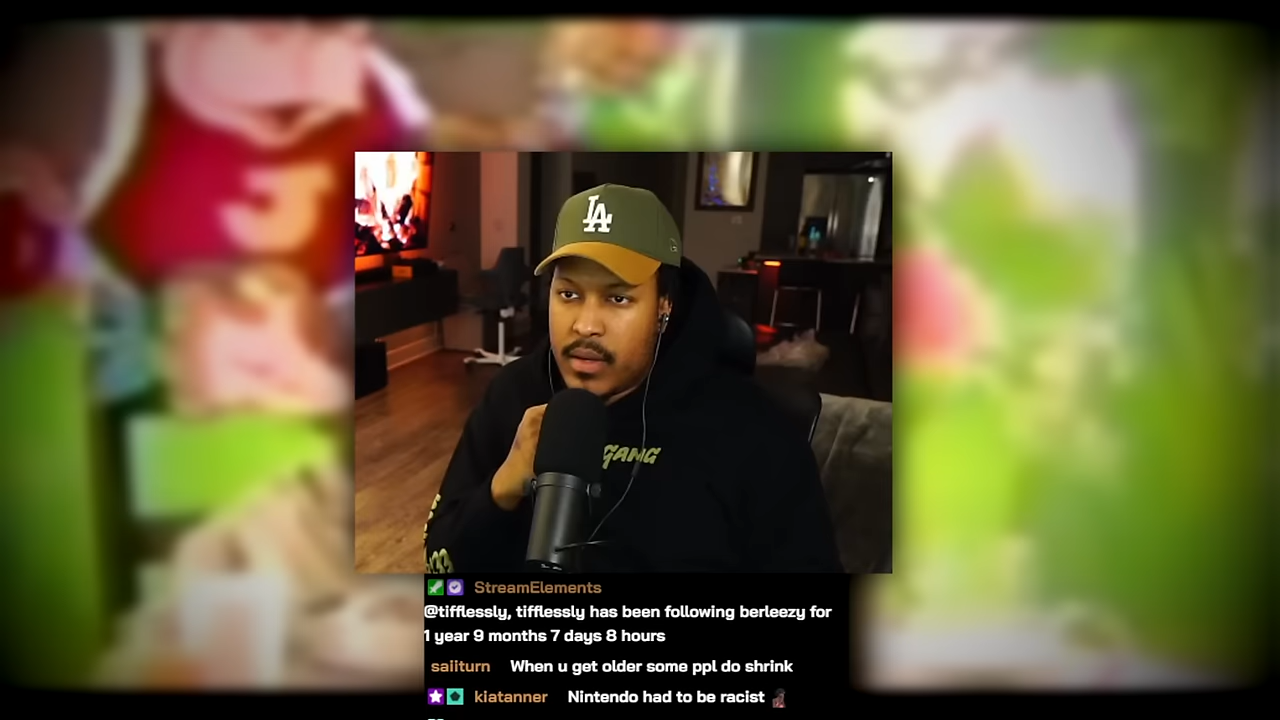 J
LA
GANG
StreamElements
@tifflessly, tifflessly has been following berleezy for
1 year 9 months 7 days 8 hours
saiiturn When u get older some ppl do shrink
kiatanner Nintendo had to be racist